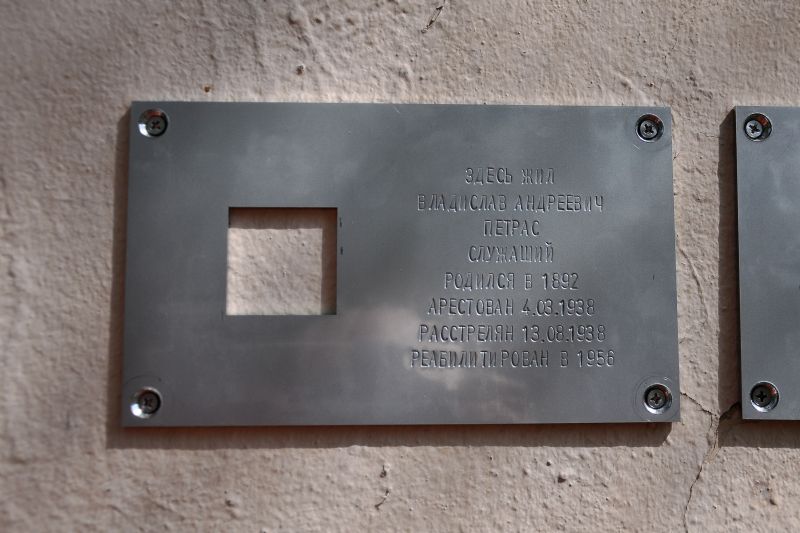 ЗДЕСЬ ЖИЛ
ВЛАДИСЛАВ АНДРЕЕВИЧ
ПЕТРАС
СЛУЖАЩИЙ
РОДИЛСЯ В 1892
АРЕСТОВАН 4.03.1938
РАССТРЕЛЯН 13.08.1938
РЕАБИЛИТИРОВАН В 1956